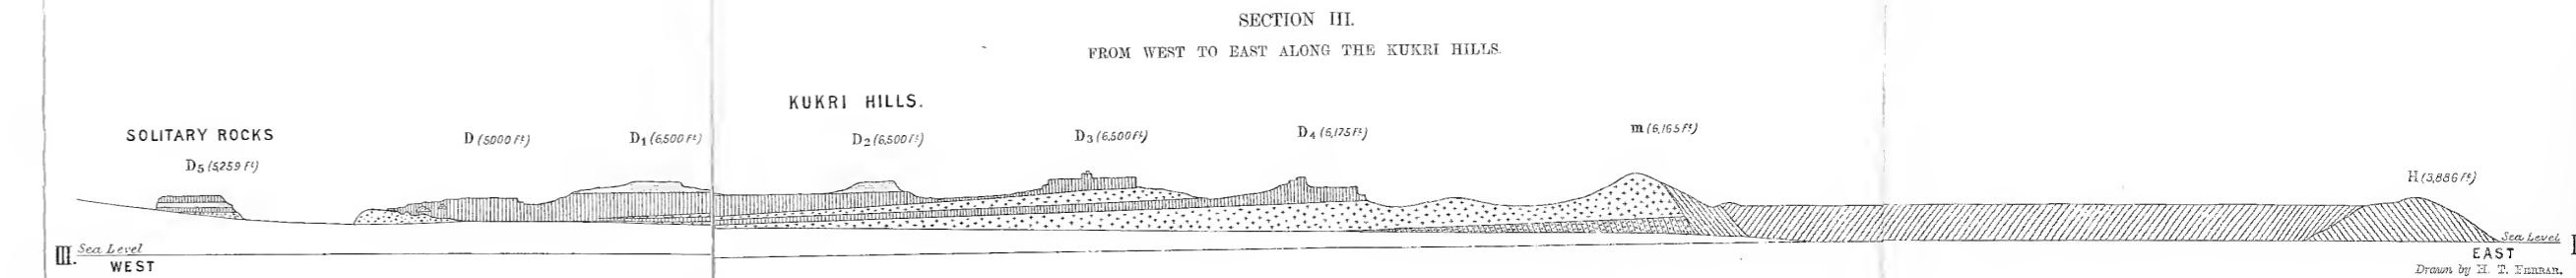 SECTION III.
FROM WEST TO EAST ALONG THE KUKRI HILLS.
KUKRI HILLS.
SOLITARY ROCKS
D (5000 Ft) D1 (6,500 Ft) D2 (6,500 Ft) D3 (6,500 Ft) D4 (6,175 Ft) m (6,165 Ft)
D5 (5259 Ft) H (3,886 Ft)
III. Sea Level Sea Level
WEST EAST
Drawn by H. T. FERRAR.